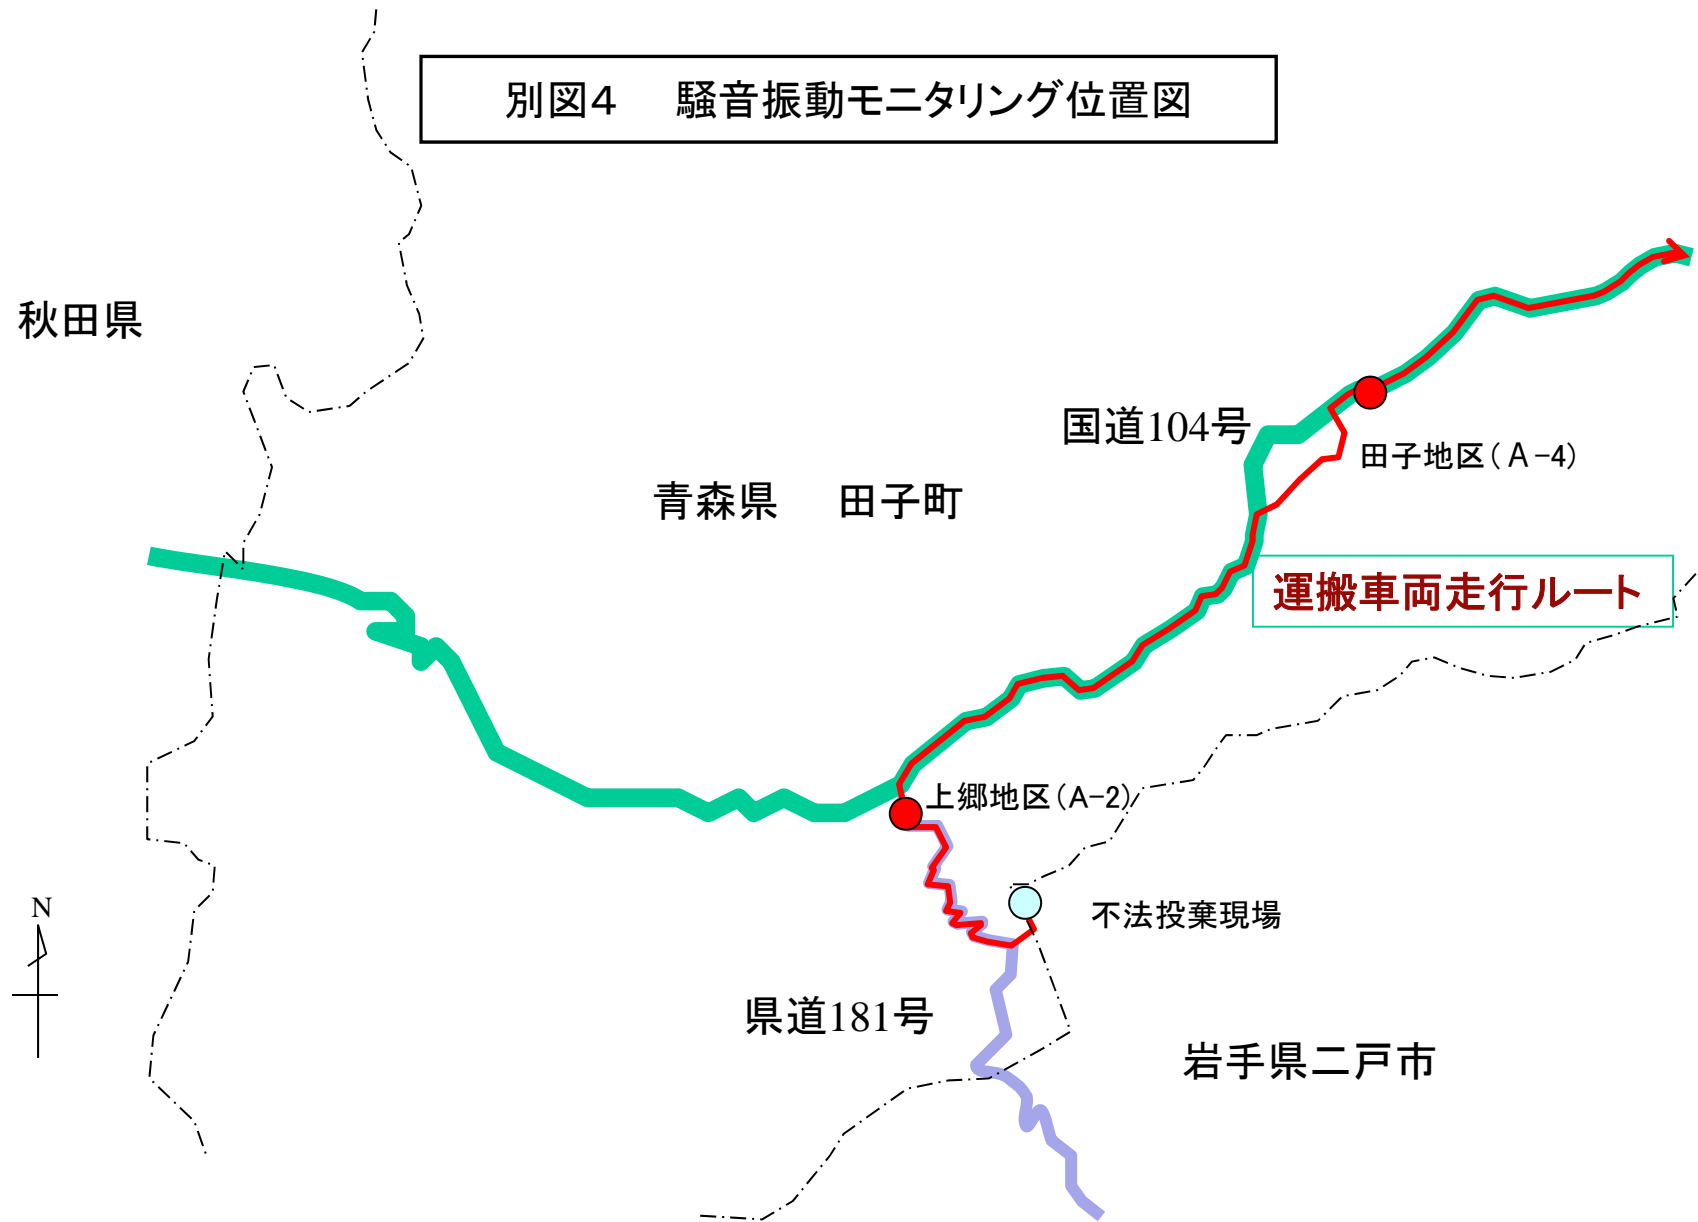 別図４　騒音振動モニタリング位置図
秋田県
国道104号
田子地区（Ａ-4）
青森県　田子町
運搬車両走行ルート
上郷地区（A-2）
N
不法投棄現場
県道181号
岩手県二戸市